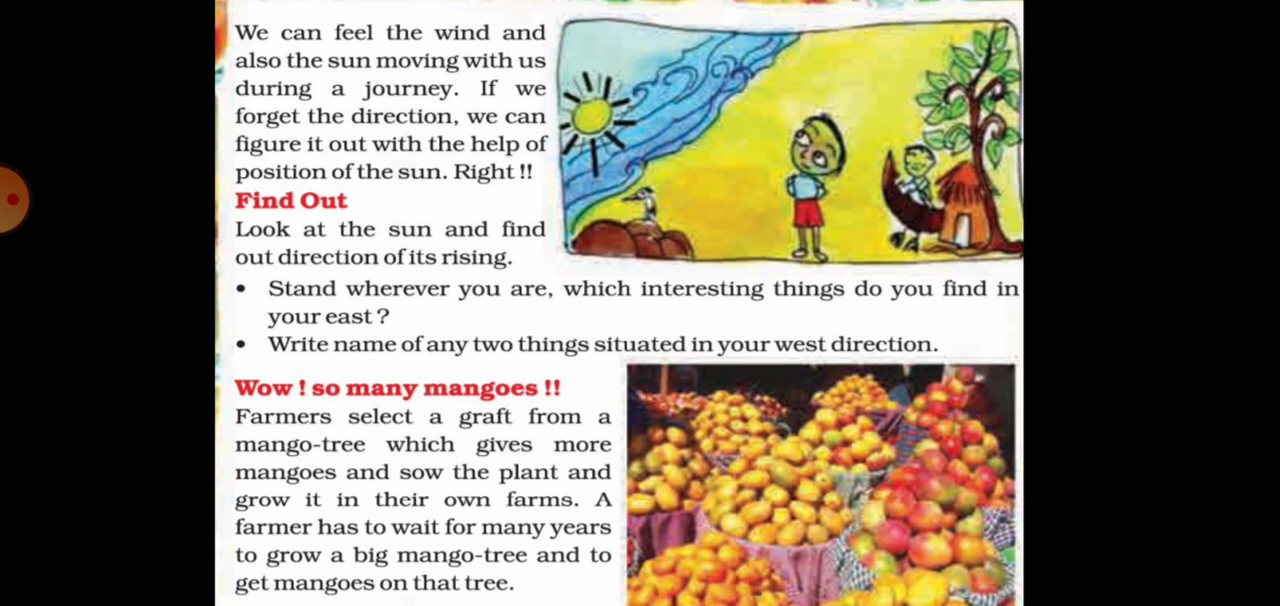 We can feel the wind and
also the sun moving with us
during a journey. If we
forget the direction, we can
figure it out with the help of
position of the sun. Right !!
Find Out
Look at the sun and find
out direction of its rising.
• Stand wherever you are, which interesting things do you find in
your east ?
• Write name of any two things situated in your west direction.
Wow ! so many mangoes !!
Farmers select a graft from a
mango-tree which gives more
mangoes and sow the plant and
grow it in their own farms. A
farmer has to wait for many years
to grow a big mango-tree and to
get mangoes on that tree.